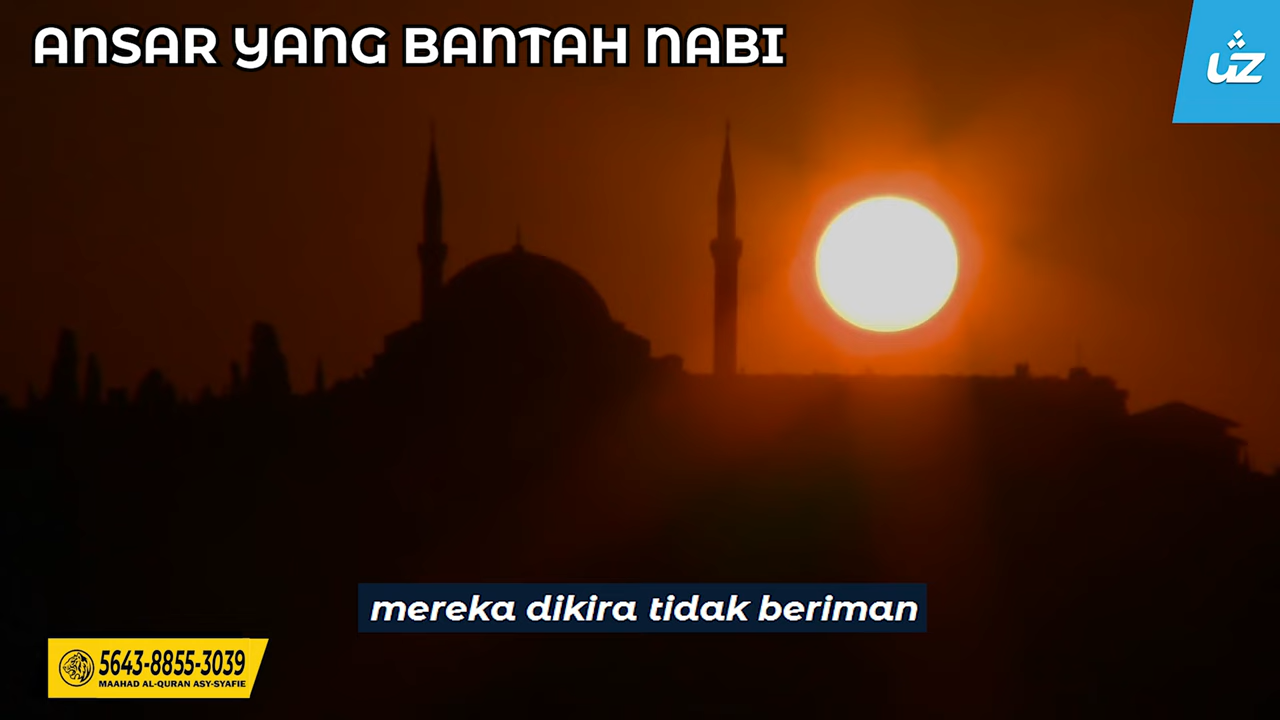 ANSAR YANG BANTAH NABI
uz
mereka dikira tidak beriman
5643-8855-3039
MAAHAD AL-QURAN ASY-SYAFIE